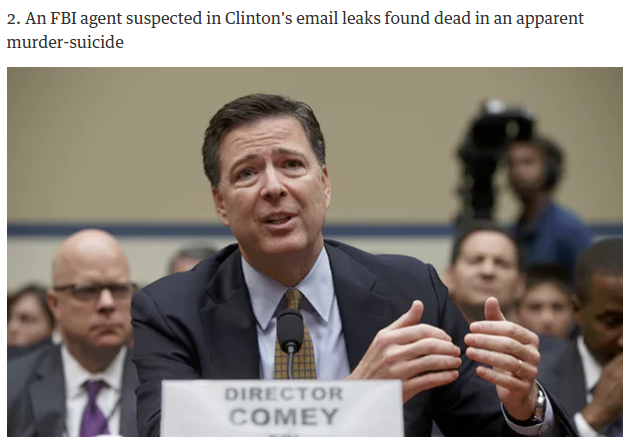 2. An FBI agent suspected in Clinton's email leaks found dead in an apparent
murder-suicide
DIRECTOR
COMEY